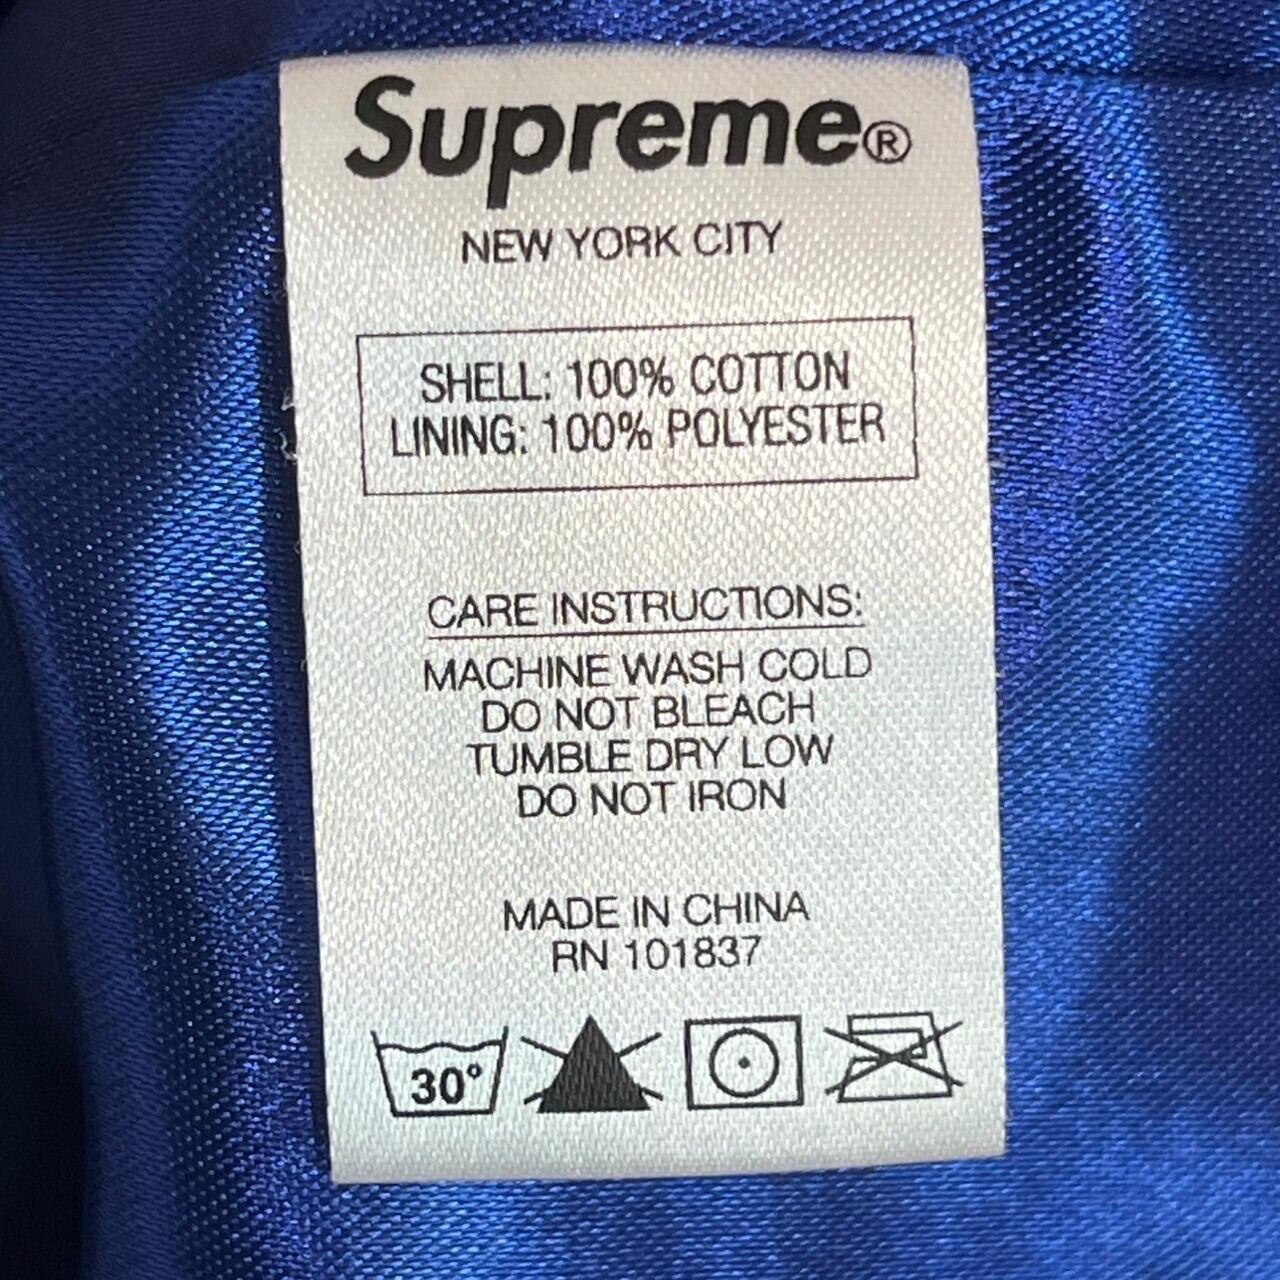 Supreme®
NEW YORK CITY
SHELL: 100% COTTON
LINING: 100% POLYESTER
CARE INSTRUCTIONS:
MACHINE WASH COLD
DO NOT BLEACH
TUMBLE DRY LOW
DO NOT IRON
MADE IN CHINA
RN 101837
30°